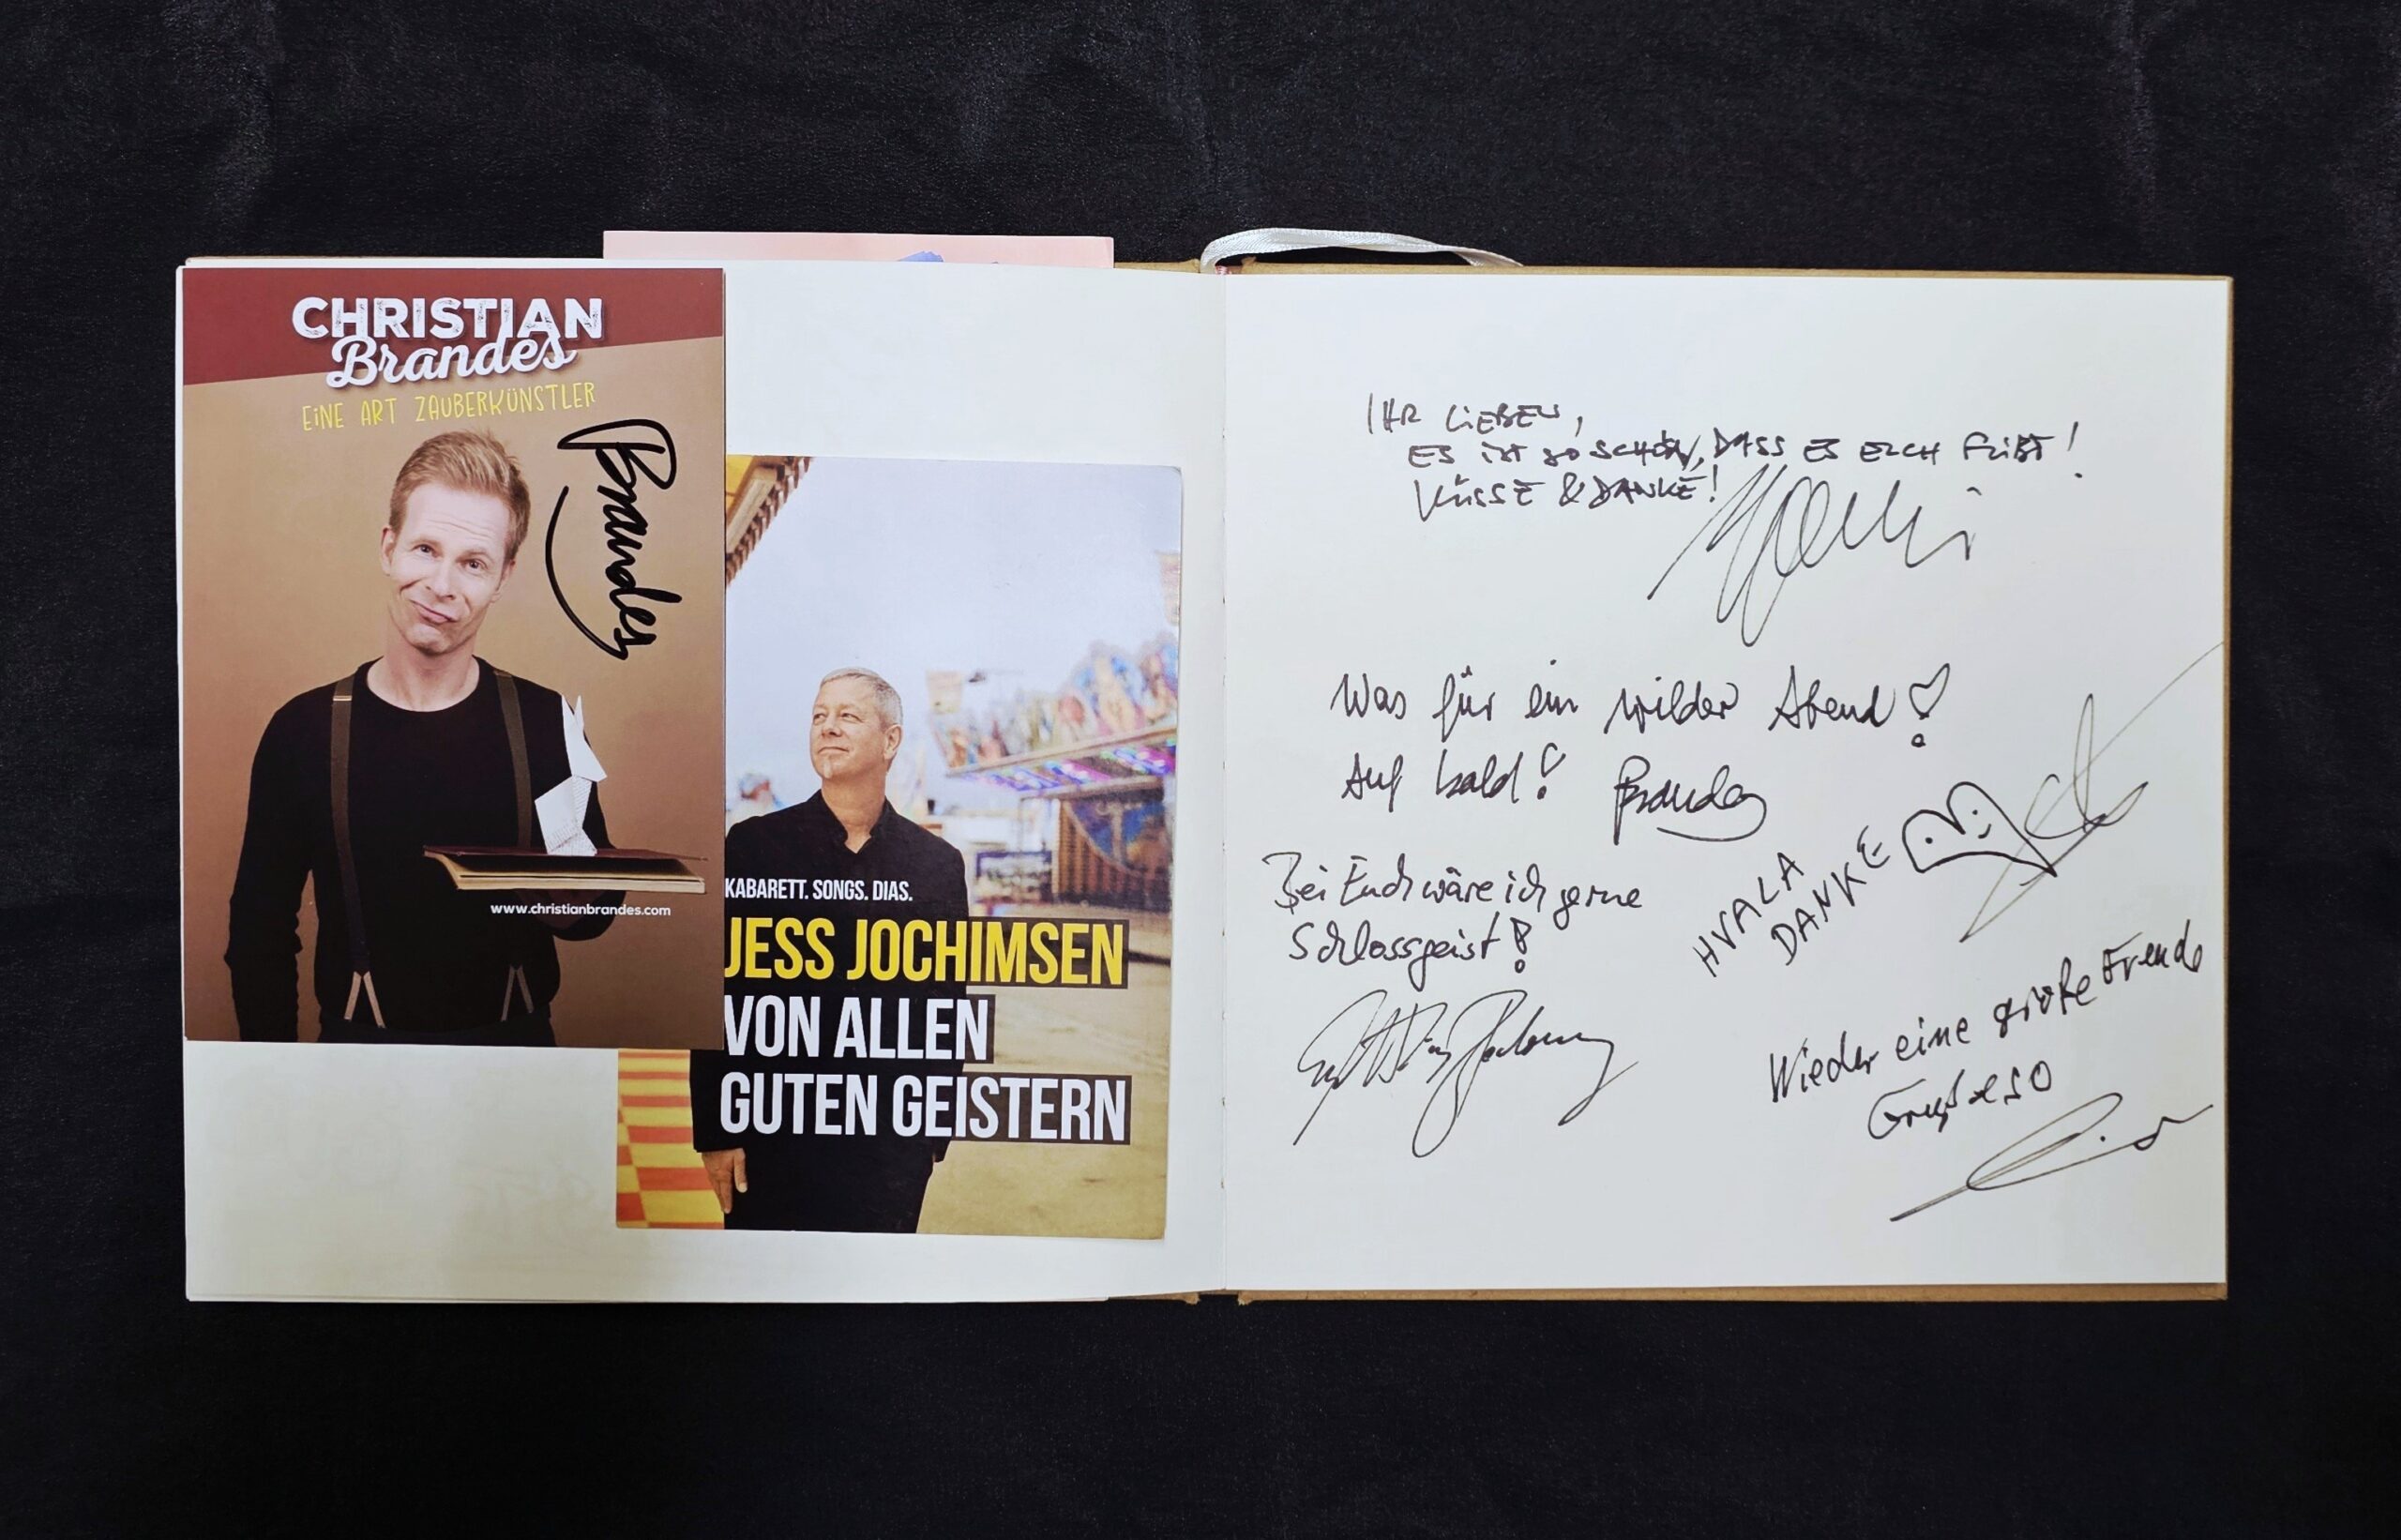 CHRISTIAN
Brandes
EINE ART ZAUBERKÜNSTLER
Brandes
www.christianbrandes.com
KABARETT. SONGS. DIAS.
JESS JOCHIMSEN
VON ALLEN
GUTEN GEISTERN
IHR LIEBEN,
ES IST SO SCHÖN, DASS ES EUCH GIBT!
KÜSSE & DANKE!
Was für ein wilder Abend!
Auf bald! Brandes
Bei Euch wäre ich gerne
Schlossgeist!
HVALA
DANKE
Wieder eine große Freude